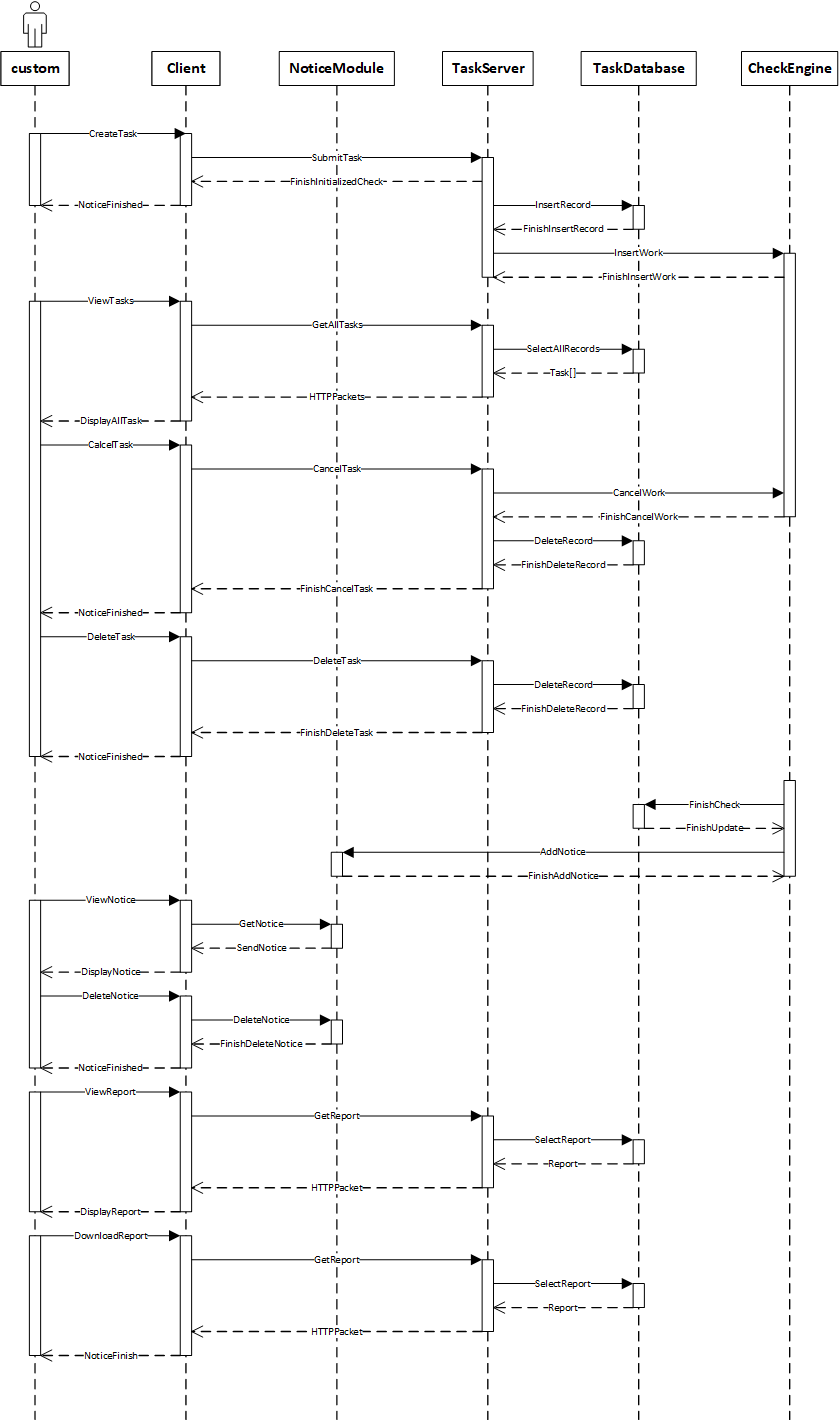 custom
Client
NoticeModule
TaskServer
TaskDatabase
CheckEngine
CreateTask
SubmitTask
FinishInitializedCheck
NoticeFinished
InsertRecord
FinishInsertRecord
InsertWork
FinishInsertWork
ViewTasks
GetAllTasks
SelectAllRecords
Task[]
HTTPPackets
DisplayAllTask
CalcelTask
CancelTask
CancelWork
FinishCancelWork
DeleteRecord
FinishDeleteRecord
FinishCancelTask
NoticeFinished
DeleteTask
DeleteTask
DeleteRecord
FinishDeleteRecord
FinishDeleteTask
NoticeFinished
FinishCheck
FinishUpdate
AddNotice
FinishAddNotice
ViewNotice
GetNotice
SendNotice
DisplayNotice
DeleteNotice
DeleteNotice
FinishDeleteNotice
NoticeFinished
ViewReport
GetReport
SelectReport
Report
HTTPPacket
DisplayReport
DownloadReport
GetReport
SelectReport
Report
HTTPPacket
NoticeFinish